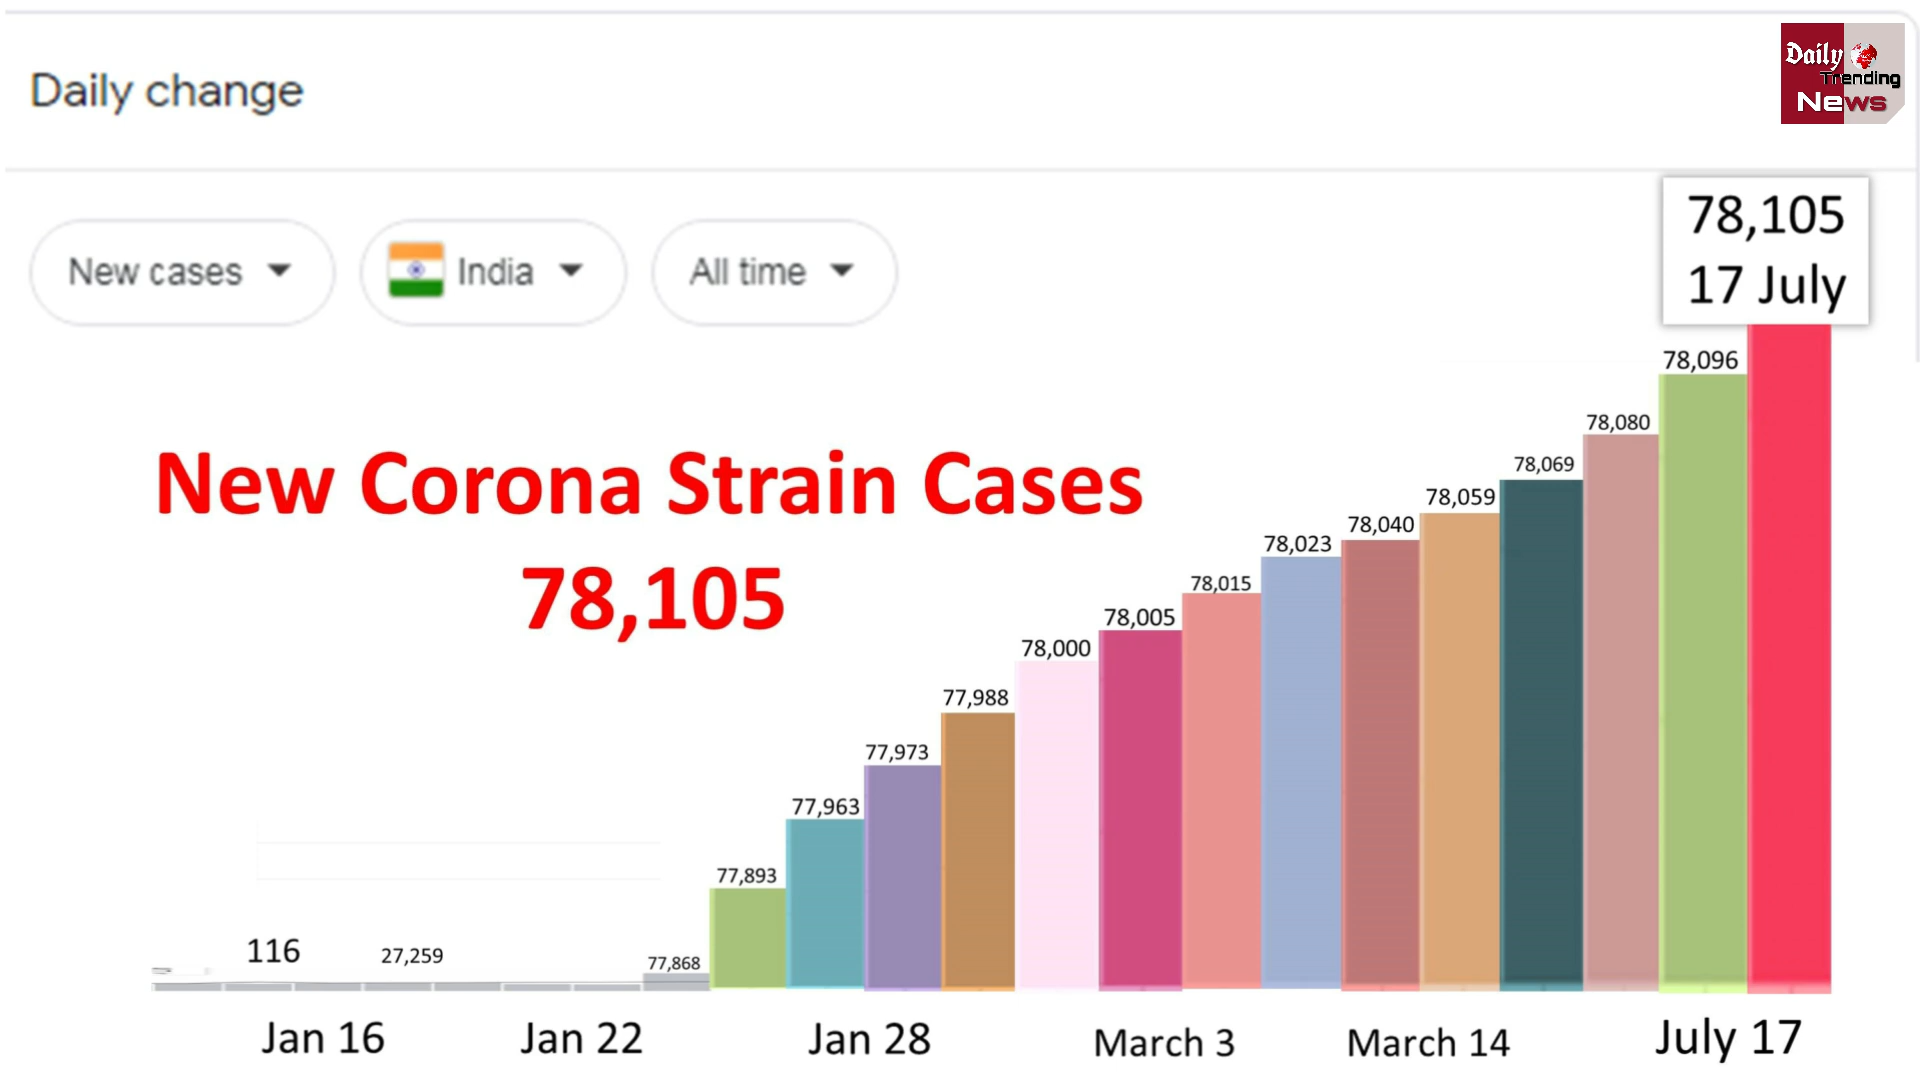 Daily change
Daily
Trending
News
New cases
India
All time
78,105
17 July
New Corona Strain Cases
78,105
116
27,259
77,868
77,893
77,963
77,973
77,988
78,000
78,005
78,015
78,023
78,040
78,059
78,069
78,080
78,096
Jan 16
Jan 22
Jan 28
March 3
March 14
July 17